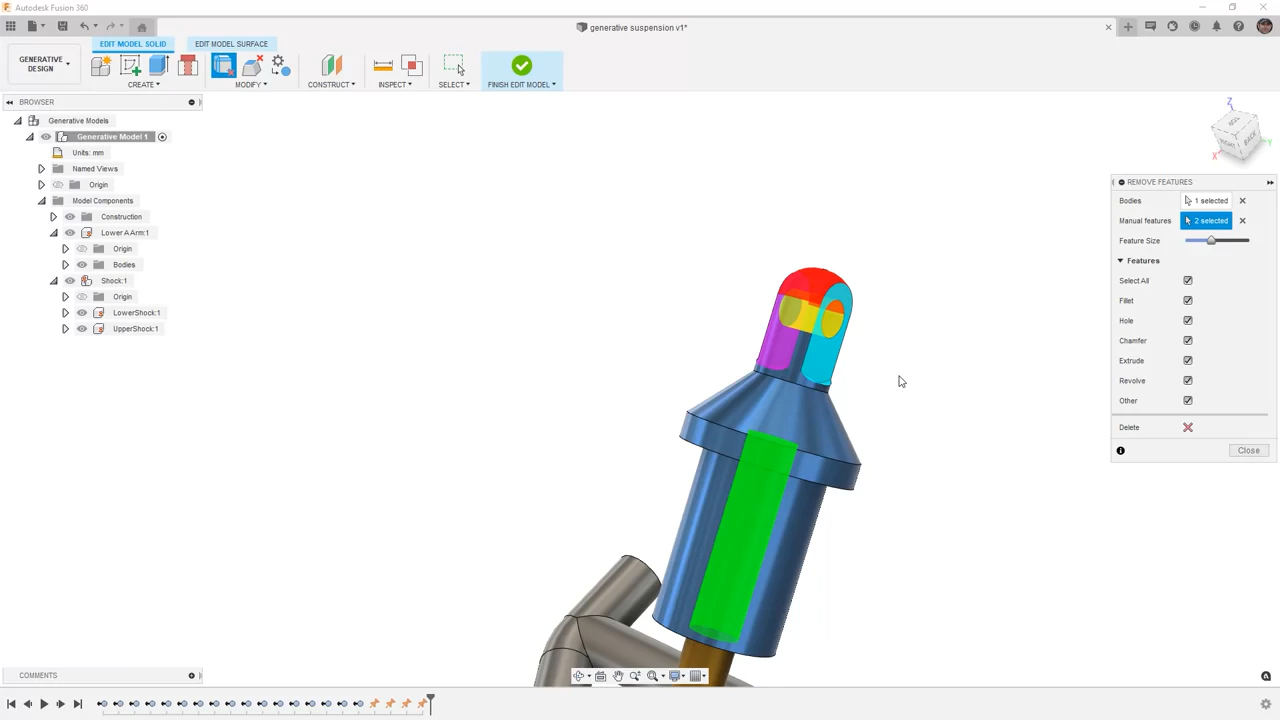 Autodesk Fusion 360
generative suspension v1*
GENERATIVE DESIGN
EDIT MODEL SOLID
EDIT MODEL SURFACE
CREATE
MODIFY
CONSTRUCT
INSPECT
SELECT
FINISH EDIT MODEL
BROWSER
Generative Models
Generative Model 1
Units: mm
Named Views
Origin
Model Components
Construction
Lower AArm:1
Origin
Bodies
Shock:1
Origin
LowerShock:1
UpperShock:1
Z
BACK
X
Y
REMOVE FEATURES
Bodies 1 selected
Manual features 2 selected
Feature Size
Features
Select All
Fillet
Hole
Chamfer
Extrude
Revolve
Other
Delete
Close
COMMENTS